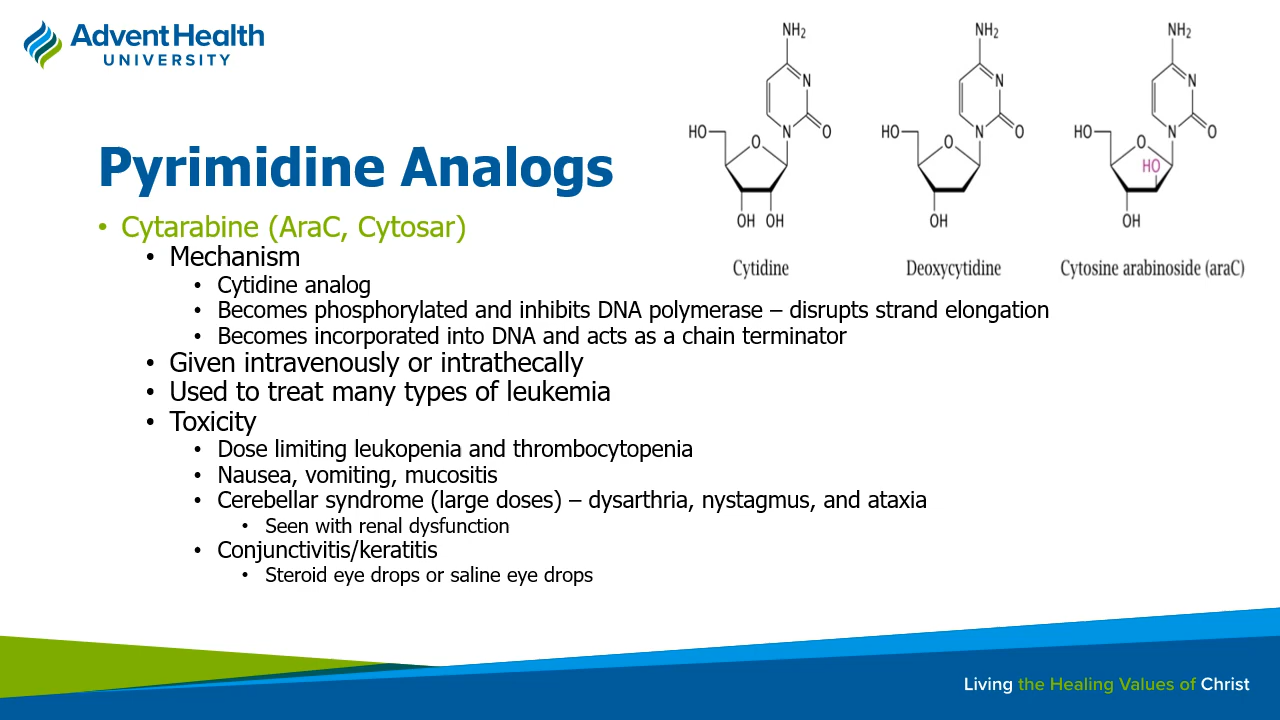 Advent Health
UNIVERSITY
Pyrimidine Analogs
• Cytarabine (AraC, Cytosar)
• Mechanism
• Cytidine analog
• Becomes phosphorylated and inhibits DNA polymerase – disrupts strand elongation
• Becomes incorporated into DNA and acts as a chain terminator
• Given intravenously or intrathecally
• Used to treat many types of leukemia
• Toxicity
• Dose limiting leukopenia and thrombocytopenia
• Nausea, vomiting, mucositis
• Cerebellar syndrome (large doses) – dysarthria, nystagmus, and ataxia
• Seen with renal dysfunction
• Conjunctivitis/keratitis
• Steroid eye drops or saline eye drops
NH₂
N
N
O
HO
O
OH OH
Cytidine
NH₂
N
N
O
HO
O
OH
Deoxycytidine
NH₂
N
N
O
HO
O
HO
OH
Cytosine arabinoside (araC)
Living the Healing Values of Christ